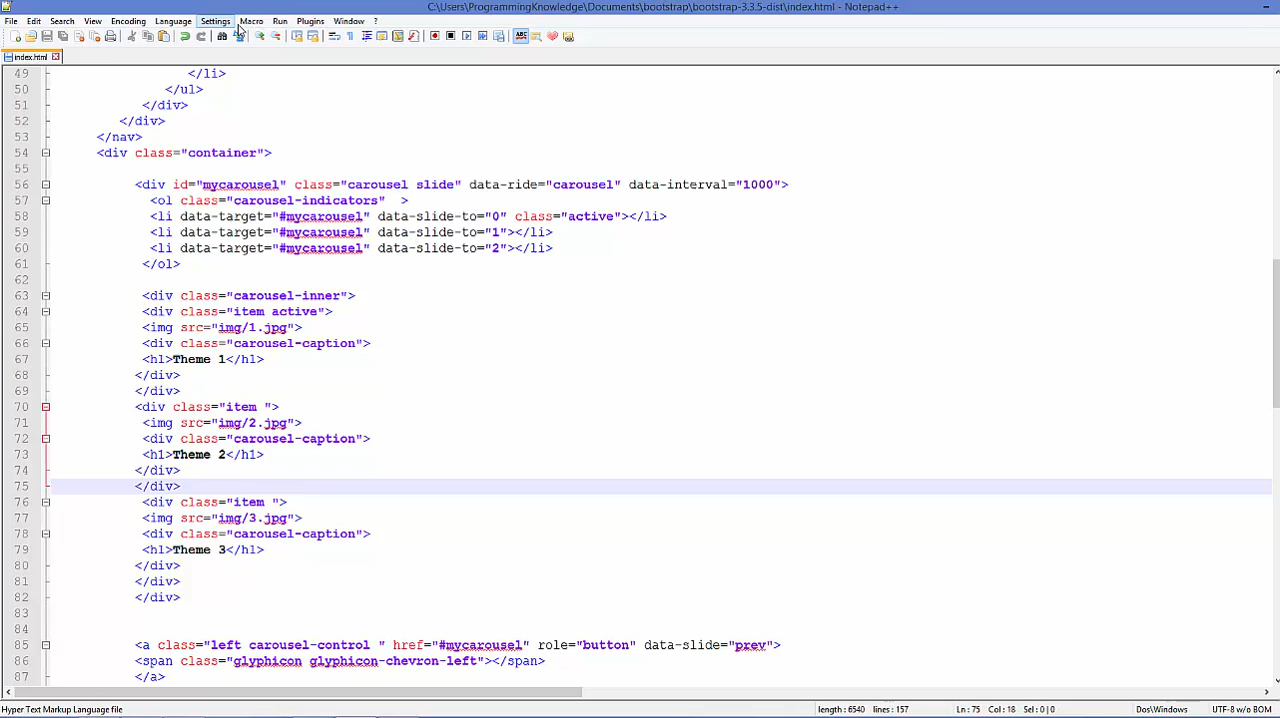 C:\Users\ProgrammingKnowledge\Documents\bootstrap\bootstrap-3.3.5-dist\index.html - Notepad++
File Edit Search View Encoding Language Settings Macro Run Plugins Window ?
index.html
49 </li>
50 </ul>
51 </div>
52 </div>
53 </nav>
54 <div class="container">
55
56 <div id="mycarousel" class="carousel slide" data-ride="carousel" data-interval="1000">
57 <ol class="carousel-indicators"  >
58 <li data-target="#mycarousel" data-slide-to="0" class="active"></li>
59 <li data-target="#mycarousel" data-slide-to="1"></li>
60 <li data-target="#mycarousel" data-slide-to="2"></li>
61 </ol>
62
63 <div class="carousel-inner">
64 <div class="item active">
65 <img src="img/1.jpg">
66 <div class="carousel-caption">
67 <h1>Theme 1</h1>
68 </div>
69 </div>
70 <div class="item ">
71 <img src="img/2.jpg">
72 <div class="carousel-caption">
73 <h1>Theme 2</h1>
74 </div>
75 </div>
76 <div class="item ">
77 <img src="img/3.jpg">
78 <div class="carousel-caption">
79 <h1>Theme 3</h1>
80 </div>
81 </div>
82 </div>
83
84
85 <a class="left carousel-control " href="#mycarousel" role="button" data-slide="prev">
86 <span class="glyphicon glyphicon-chevron-left"></span>
87 </a>
Hyper Text Markup Language file length : 6540 lines : 157 Ln : 75 Col : 18 Sel : 0 | 0 Dos\Windows UTF-8 w/o BOM